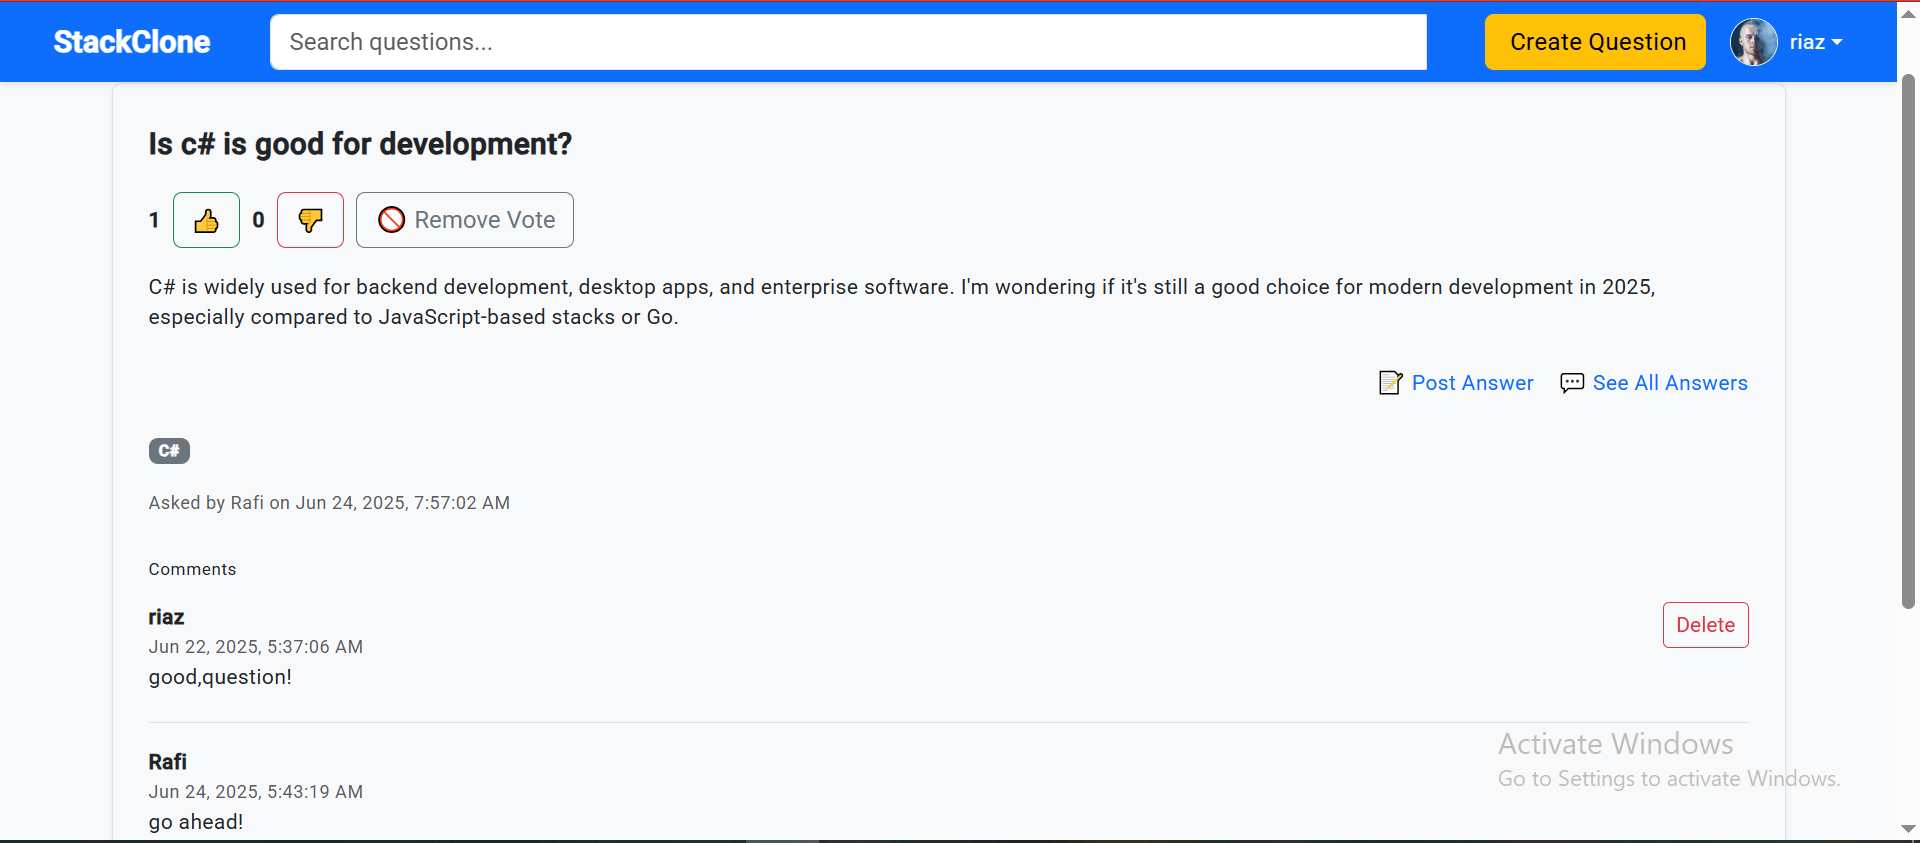 StackClone
Search questions...
Create Question
riaz
Is c# is good for development?
1
0
Remove Vote
C# is widely used for backend development, desktop apps, and enterprise software. I'm wondering if it's still a good choice for modern development in 2025,
especially compared to JavaScript-based stacks or Go.
Post Answer
See All Answers
C#
Asked by Rafi on Jun 24, 2025, 7:57:02 AM
Comments
riaz
Delete
Jun 22, 2025, 5:37:06 AM
good,question!
Rafi
Jun 24, 2025, 5:43:19 AM
go ahead!
Activate Windows
Go to Settings to activate Windows.